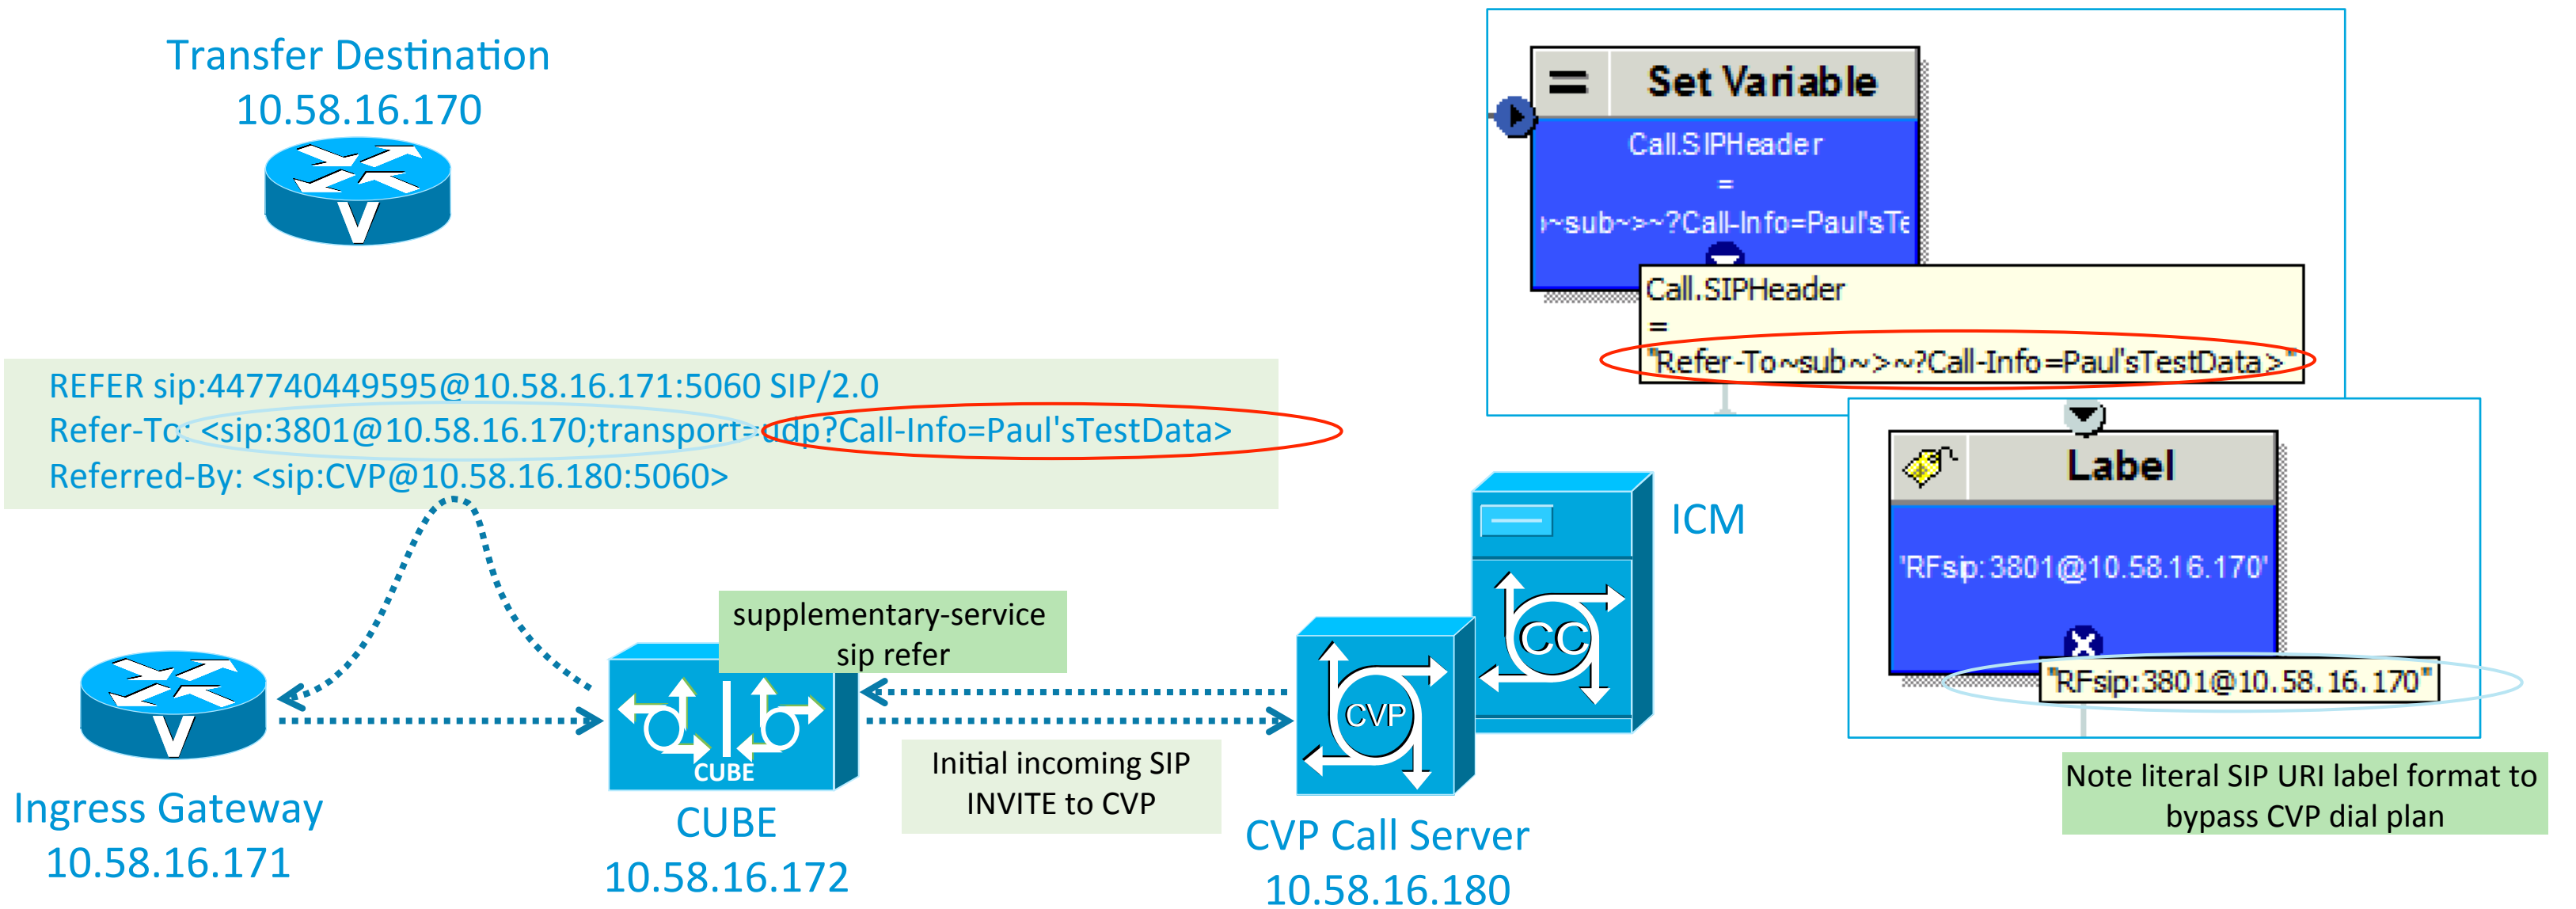 Transfer Destination
10.58.16.170
V
REFER sip:447740449595@10.58.16.171:5060 SIP/2.0
Refer-To: <sip:3801@10.58.16.170;transport=udp?Call-Info=Paul'sTestData>
Referred-By: <sip:CVP@10.58.16.180:5060>
= Set Variable
Call.SIPHeader
=
~sub~>~?Call-Info=Paul'sTe
Call.SIPHeader
=
"Refer-To~sub~>~?Call-Info=Paul'sTestData>"
Label
'RFsip:3801@10.58.16.170'
"RFsip:3801@10.58.16.170"
Note literal SIP URI label format to
bypass CVP dial plan
ICM
CC
supplementary-service
sip refer
CVP
CUBE
V
Initial incoming SIP
INVITE to CVP
Ingress Gateway
10.58.16.171
CUBE
10.58.16.172
CVP Call Server
10.58.16.180